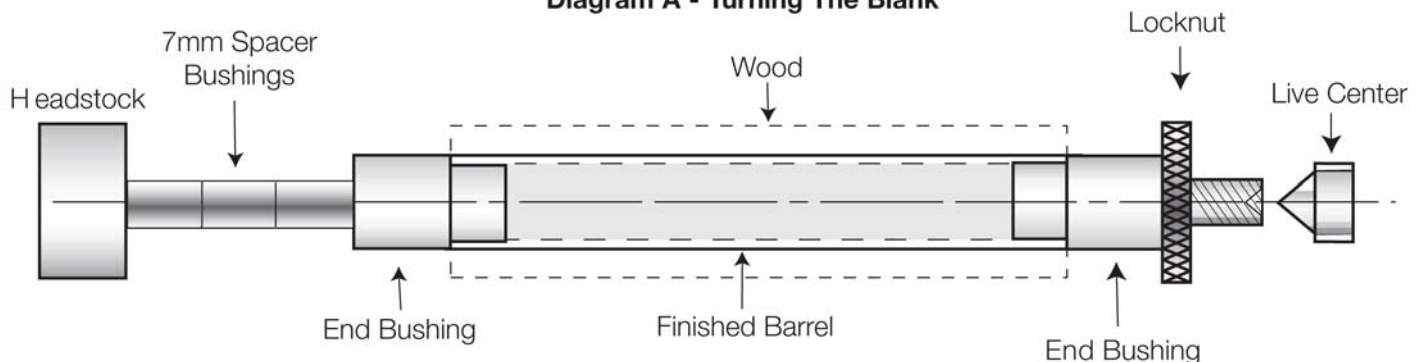 Diagram A - Turning The Blank
Locknut
7mm Spacer
Bushings
Wood
Headstock
Live Center
End Bushing
Finished Barrel
End Bushing